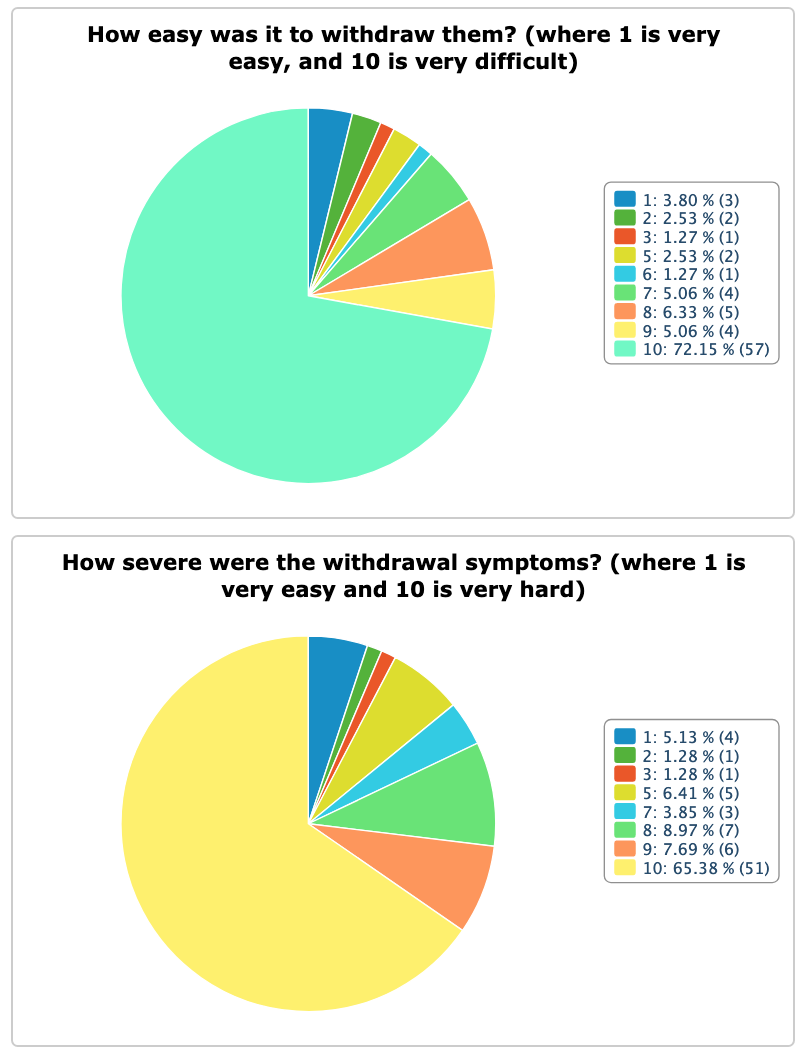 How easy was it to withdraw them? (where 1 is very
easy, and 10 is very difficult)
1: 3.80 % (3)
2: 2.53 % (2)
3: 1.27 % (1)
5: 2.53 % (2)
6: 1.27 % (1)
7: 5.06 % (4)
8: 6.33 % (5)
9: 5.06 % (4)
10: 72.15 % (57)
How severe were the withdrawal symptoms? (where 1 is
very easy and 10 is very hard)
1: 5.13 % (4)
2: 1.28 % (1)
3: 1.28 % (1)
5: 6.41 % (5)
7: 3.85 % (3)
8: 8.97 % (7)
9: 7.69 % (6)
10: 65.38 % (51)